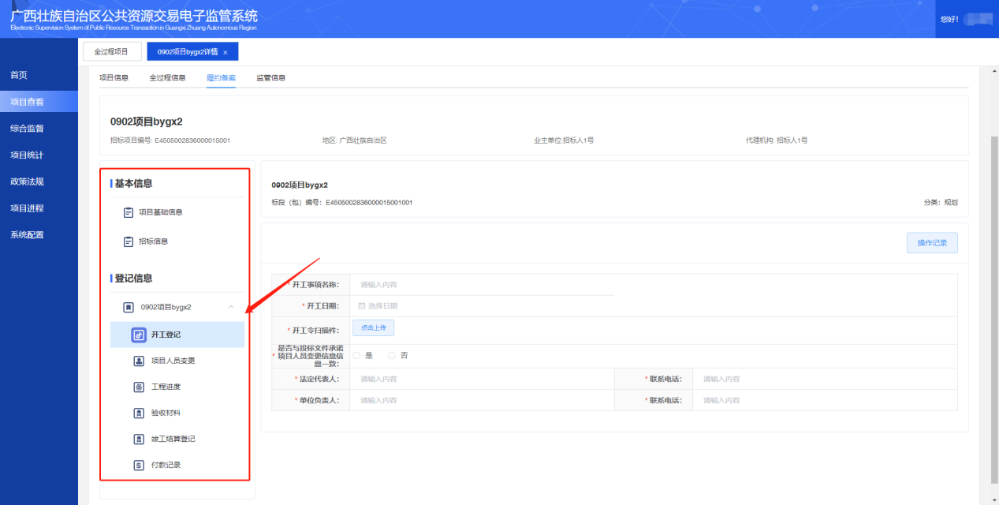 广西壮族自治区公共资源交易电子监管系统
Electronic Supervision System of Public Resource Transaction in Guangxi Zhuang Autonomous Region
您好!
首页
项目查看
综合监督
项目统计
政策法规
项目进程
系统配置
全过程项目
0902项目bygx2详情 ×
项目信息 全过程信息 履约备案 监管信息
0902项目bygx2
招标项目编号: E4505002836000015001 地区: 广西壮族自治区 业主单位:招标人1号 代理机构: 招标人1号
基本信息
项目基础信息
招标信息
登记信息
0902项目bygx2
开工登记
项目人员变更
工程进度
验收材料
竣工结算登记
付款记录
0902项目bygx2
标段（包）编号: E4505002836000015001001 分类: 规划
操作记录
* 开工事项名称: 请输入内容
* 开工日期: 选择日期
* 开工令扫描件: 点击上传
是否与投标文件承诺
* 项目人员变更信息信
息一致: 是 否
* 法定代表人: 请输入内容 * 联系电话: 请输入内容
* 单位负责人: 请输入内容 * 联系电话: 请输入内容